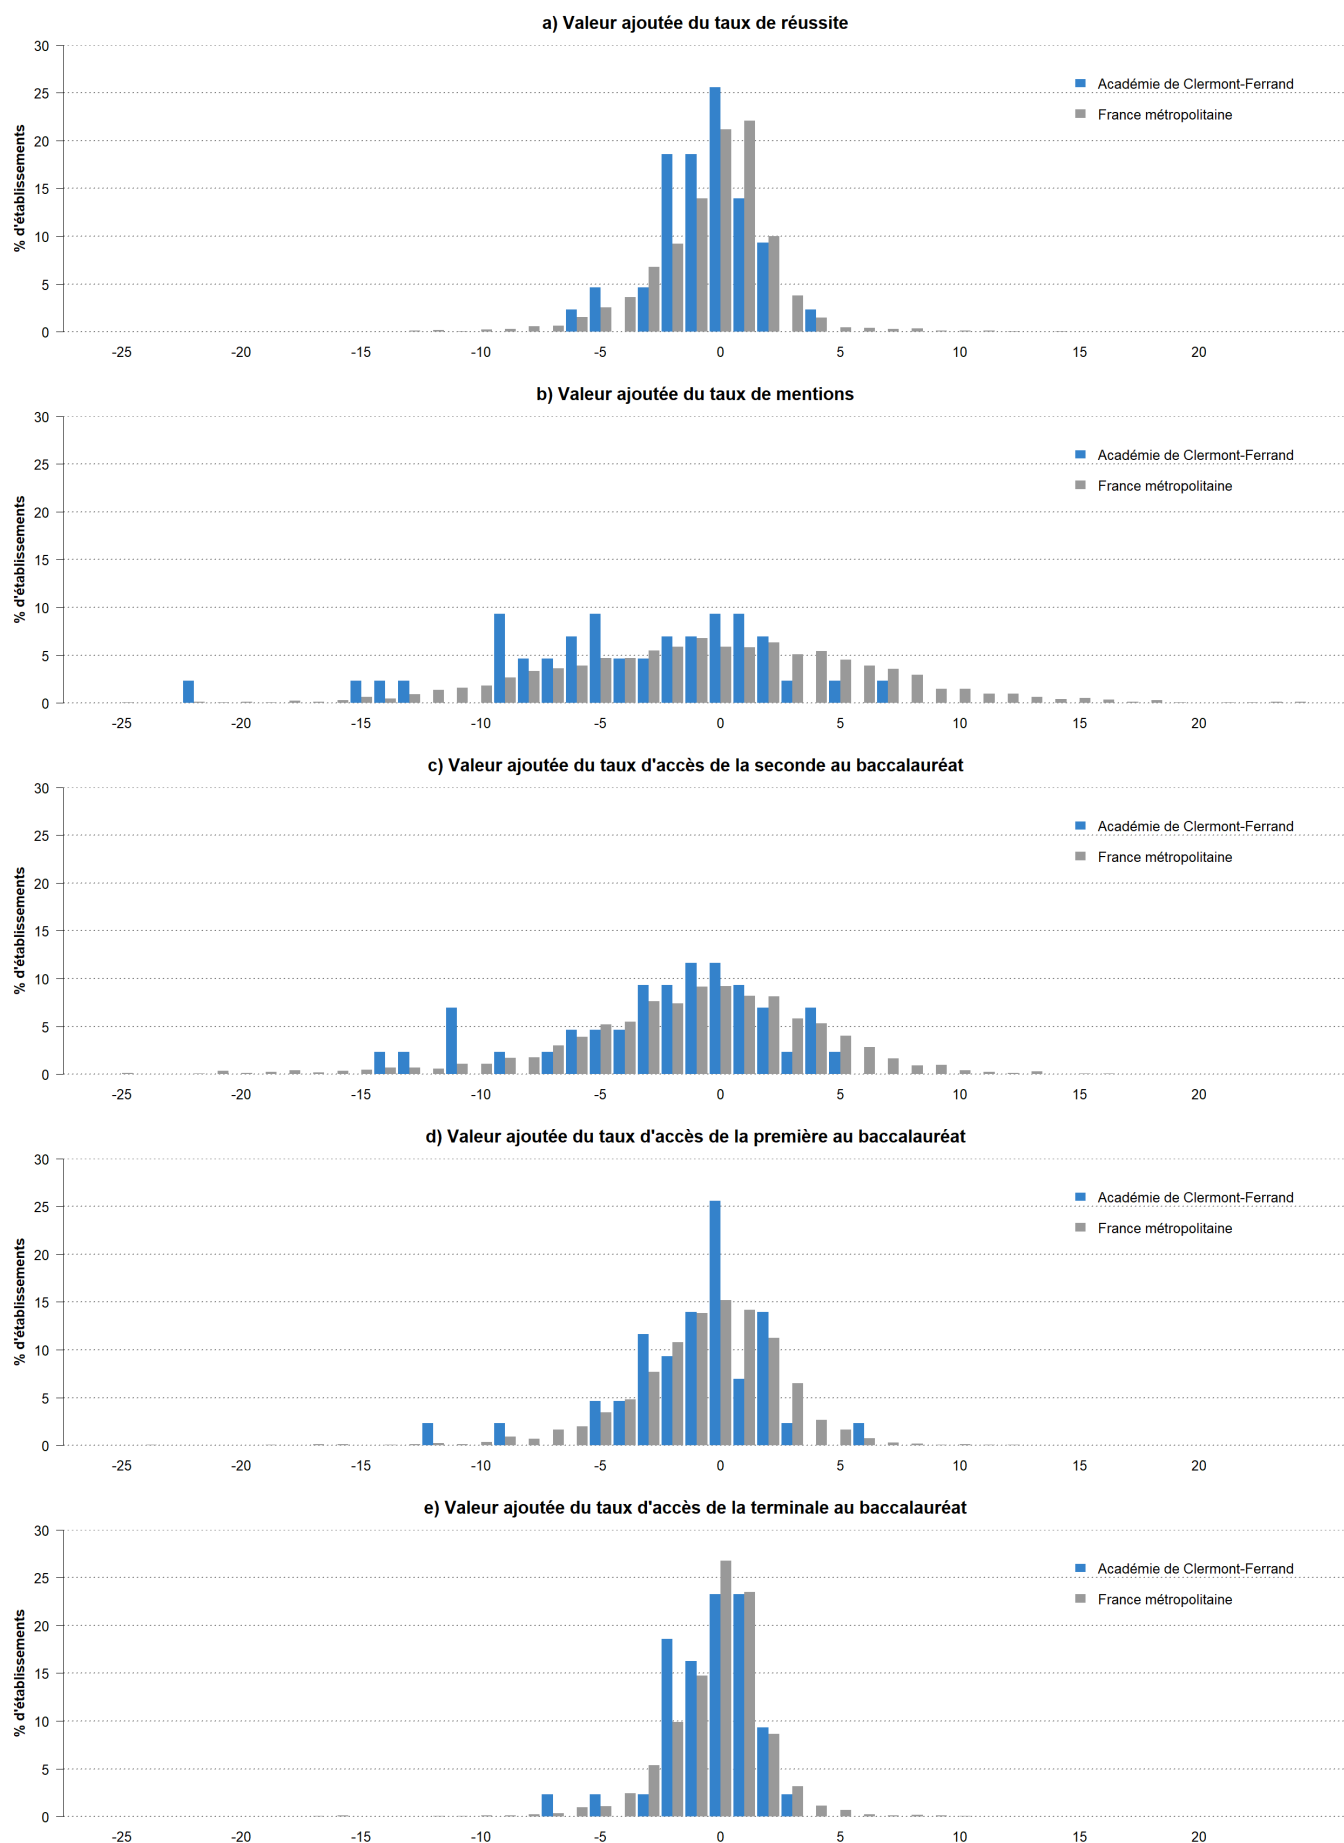 a) Valeur ajoutée du taux de réussite
30
25
20
15
10
5
0
% d'établissements
Académie de Clermont-Ferrand
France métropolitaine
-25 -20 -15 -10 -5 0 5 10 15 20
b) Valeur ajoutée du taux de mentions
30
25
20
15
10
5
0
% d'établissements
Académie de Clermont-Ferrand
France métropolitaine
-25 -20 -15 -10 -5 0 5 10 15 20
c) Valeur ajoutée du taux d'accès de la seconde au baccalauréat
30
25
20
15
10
5
0
% d'établissements
Académie de Clermont-Ferrand
France métropolitaine
-25 -20 -15 -10 -5 0 5 10 15 20
d) Valeur ajoutée du taux d'accès de la première au baccalauréat
30
25
20
15
10
5
0
% d'établissements
Académie de Clermont-Ferrand
France métropolitaine
-25 -20 -15 -10 -5 0 5 10 15 20
e) Valeur ajoutée du taux d'accès de la terminale au baccalauréat
30
25
20
15
10
5
0
% d'établissements
Académie de Clermont-Ferrand
France métropolitaine
-25 -20 -15 -10 -5 0 5 10 15 20